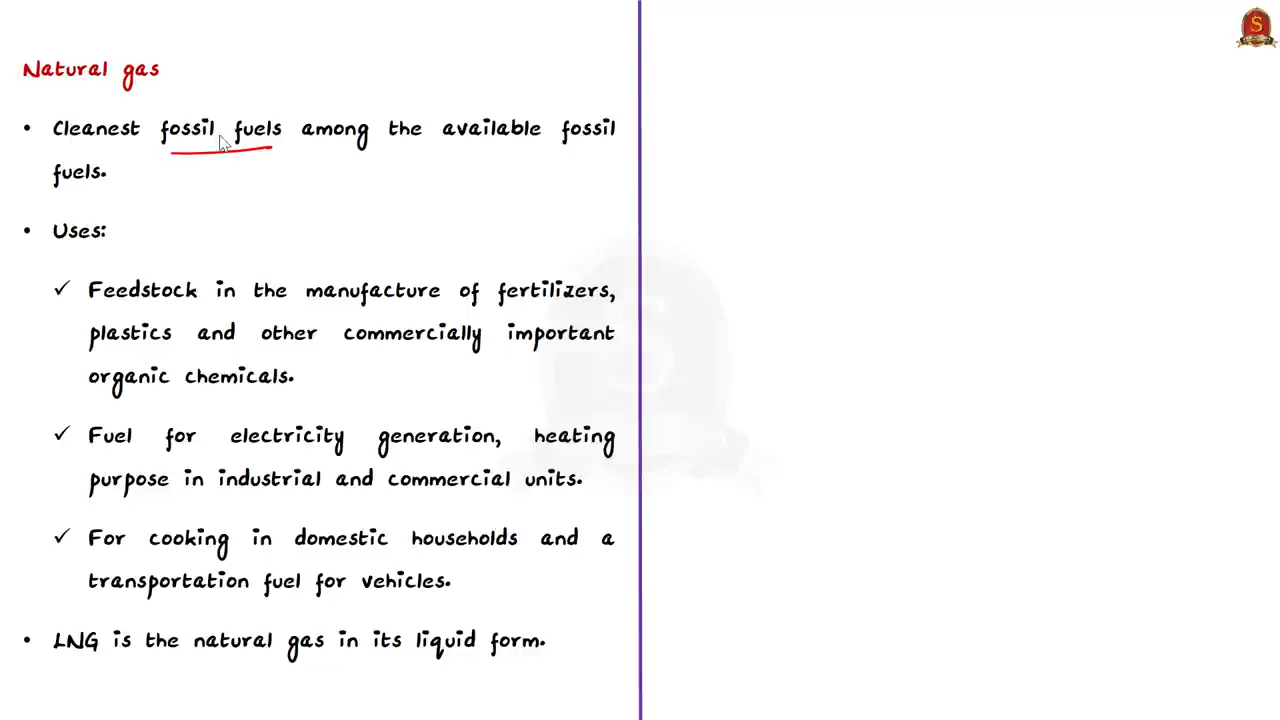 Natural gas
• Cleanest fossil fuels among the available fossil
fuels.
• Uses:
✓ Feedstock in the manufacture of fertilizers,
plastics and other commercially important
organic chemicals.
✓ Fuel for electricity generation, heating
purpose in industrial and commercial units.
✓ For cooking in domestic households and a
transportation fuel for vehicles.
• LNG is the natural gas in its liquid form.
S